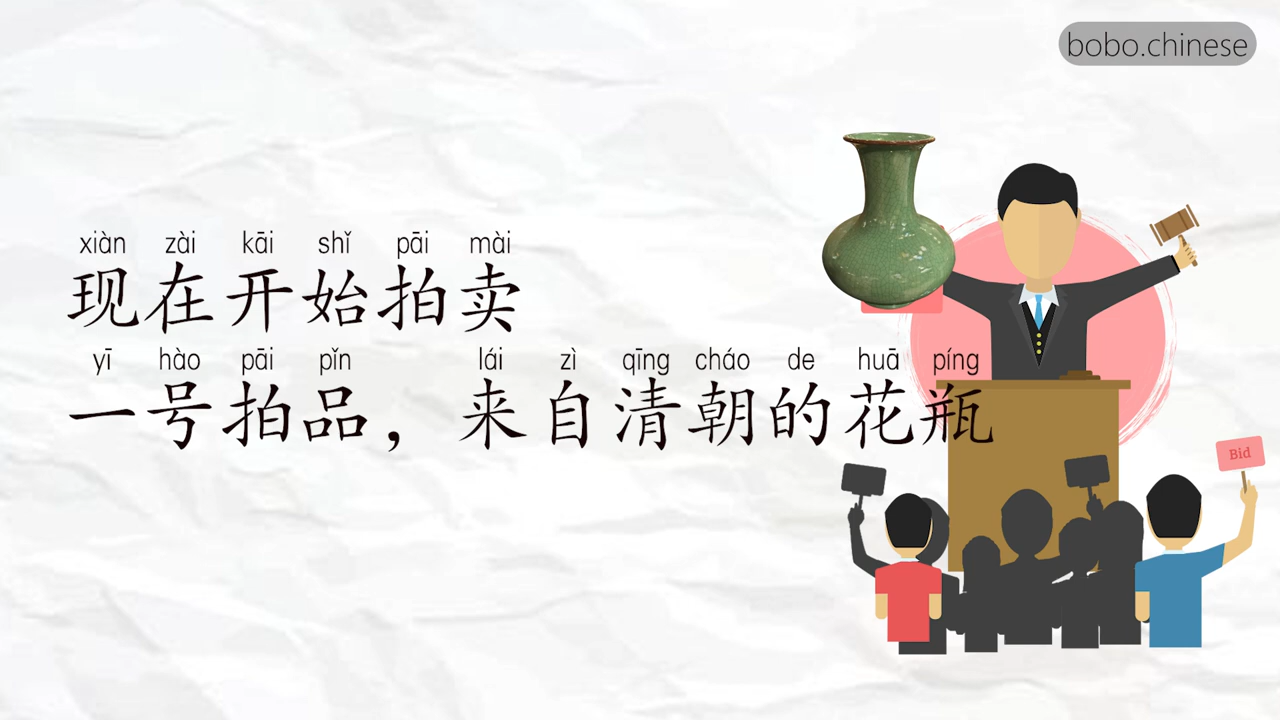 bobo.chinese
xiàn zài kāi shǐ pāi mài
现在开始拍卖
yī hào pāi pǐn lái zì qīng cháo de huā píng
一号拍品，来自清朝的花瓶
Bid